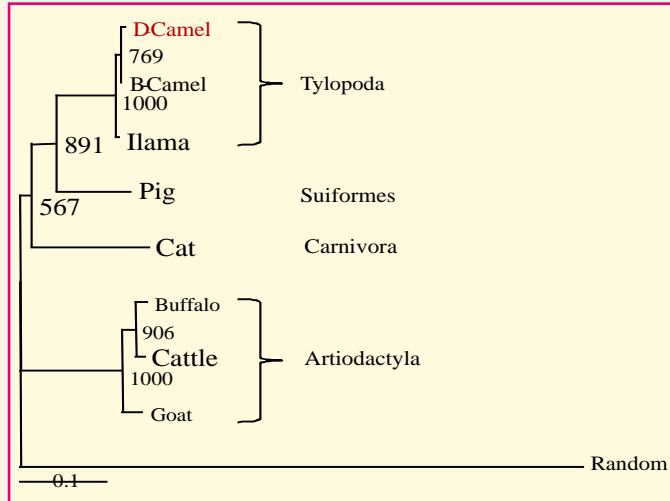 D-Camel
769
B-Camel
Tylopoda
1000
Ilama
891
Pig
Suiformes
567
Cat
Carnivora
Buffalo
906
Cattle
Artiodactyla
1000
Goat
Random
0.1